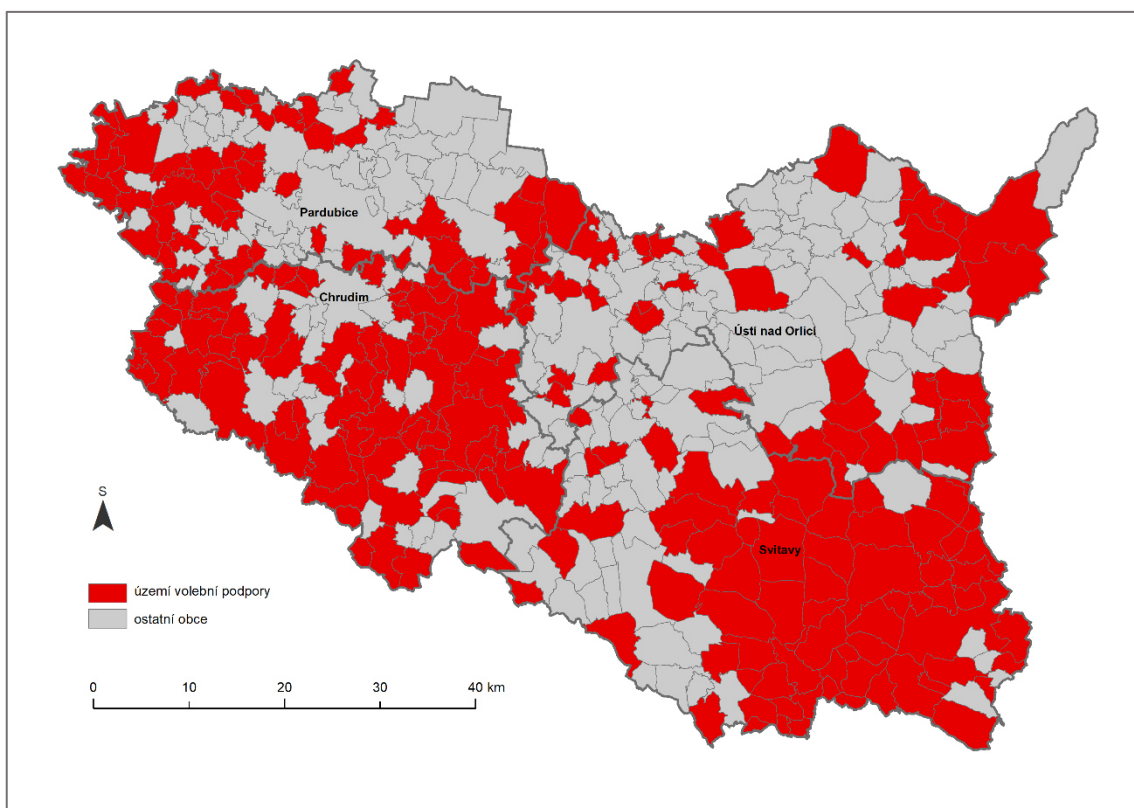 Pardubice
Chrudim
Ústí nad Orlicí
Svitavy
S
území volební podpory
ostatní obce
0 10 20 30 40 km